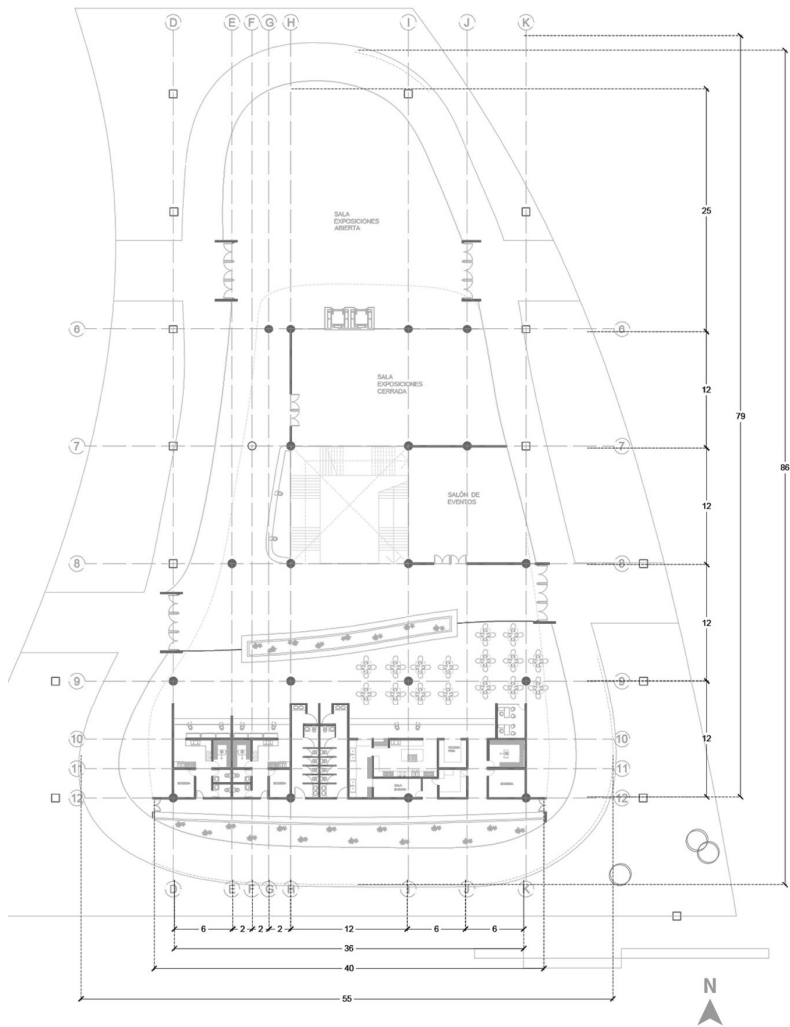 D E F G H I J K
25
SALA
EXPOSICIONES
ABIERTA
6 6
SALA
EXPOSICIONES
CERRADA
12
79
7 7
86
SALÓN DE
EVENTOS
12
8 8
12
9 9
10 10
12
11 11
12 12
D E F G H I J K
6 2 2 2 12 6 6
36
40
55
N